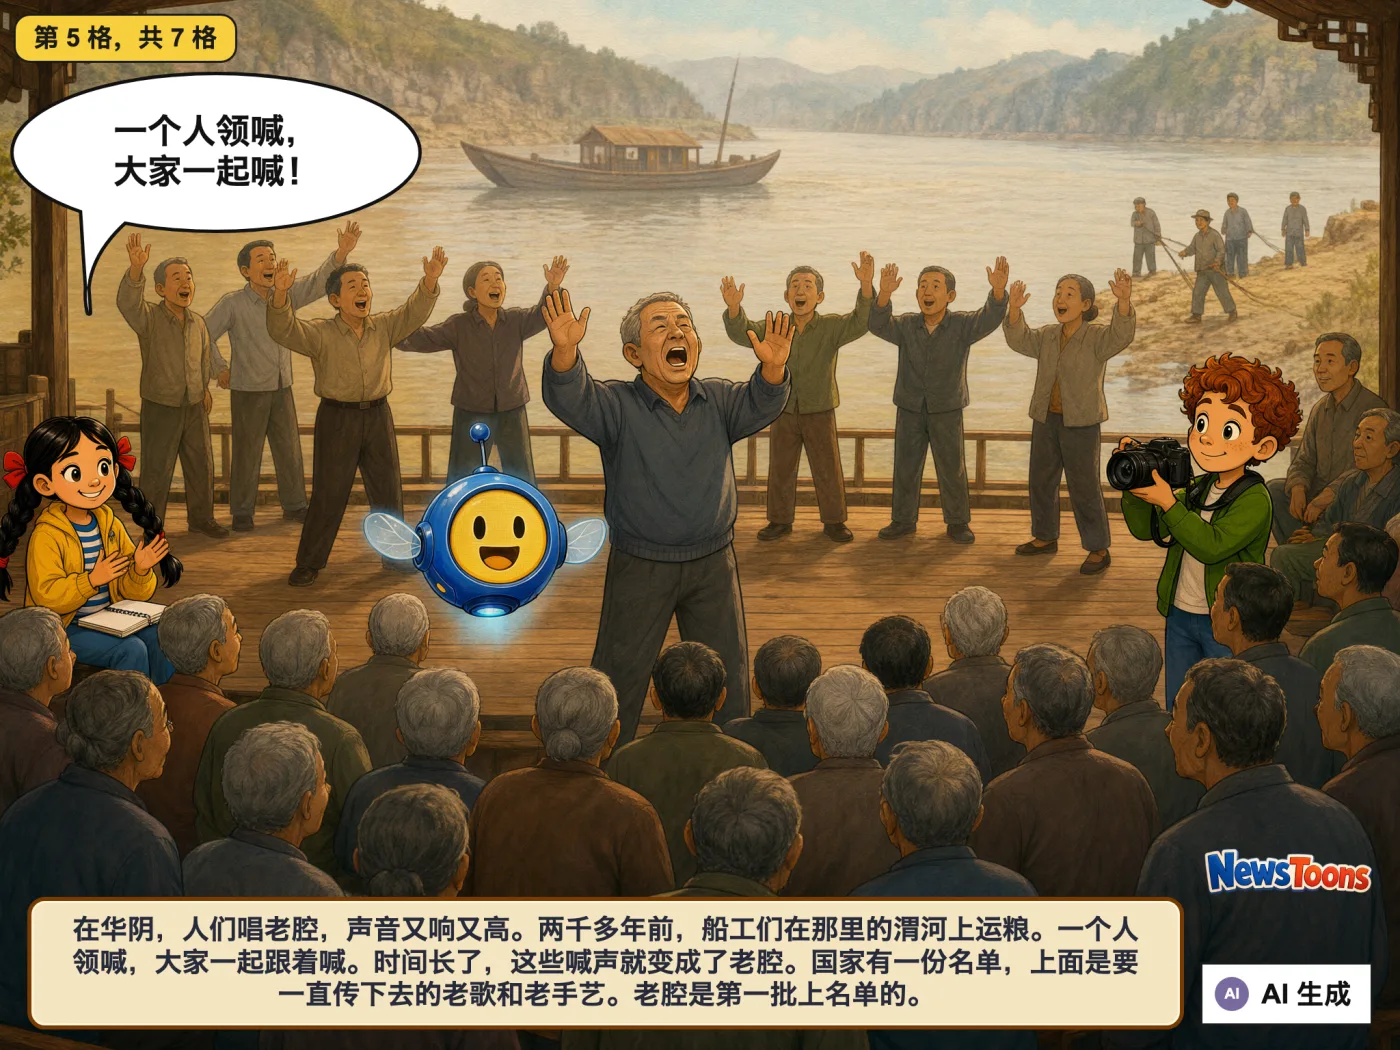 第 5 格，共 7 格
一个人领喊，
大家一起喊！
在华阴，人们唱老腔，声音又响又高。两千多年前，船工们在那里的渭河上运粮。一个人
领喊，大家一起跟着喊。时间长了，这些喊声就变成了老腔。国家有一份名单，上面是要
一直传下去的老歌和老手艺。老腔是第一批上名单的。
NewsToons
AI AI 生成